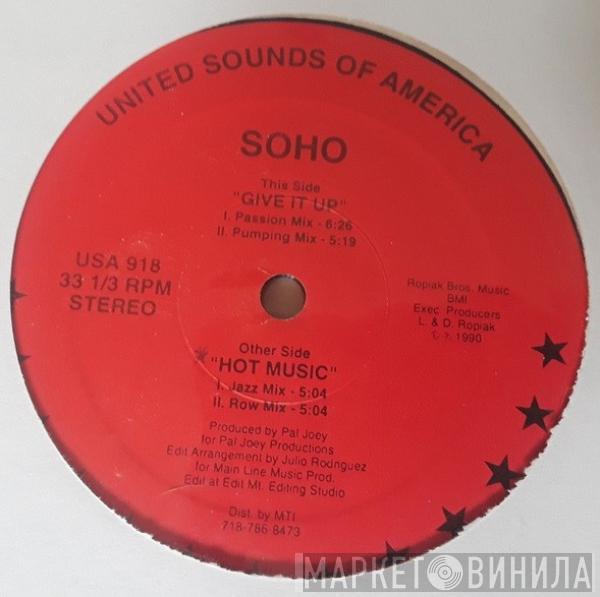 UNITED SOUNDS OF AMERICA
SOHO
This Side
"GIVE IT UP"
I. Passion Mix - 6:26
II. Pumping Mix - 5:19
USA 918
33 1/3 RPM
STEREO
Ropiak Bros. Music
BMI
Exec. Producers
L. & D. Ropiak
1990
Other Side
"HOT MUSIC"
I. Jazz Mix - 5:04
II. Row Mix - 5:04
Produced by Pal Joey
for Pal Joey Productions
Edit Arrangement by Julio Rodriguez
for Main Line Music Prod.
Edit at Edit Mt. Editing Studio
Dist. by MTI
718-786-8473
МАРКЕТ ВИНИЛА